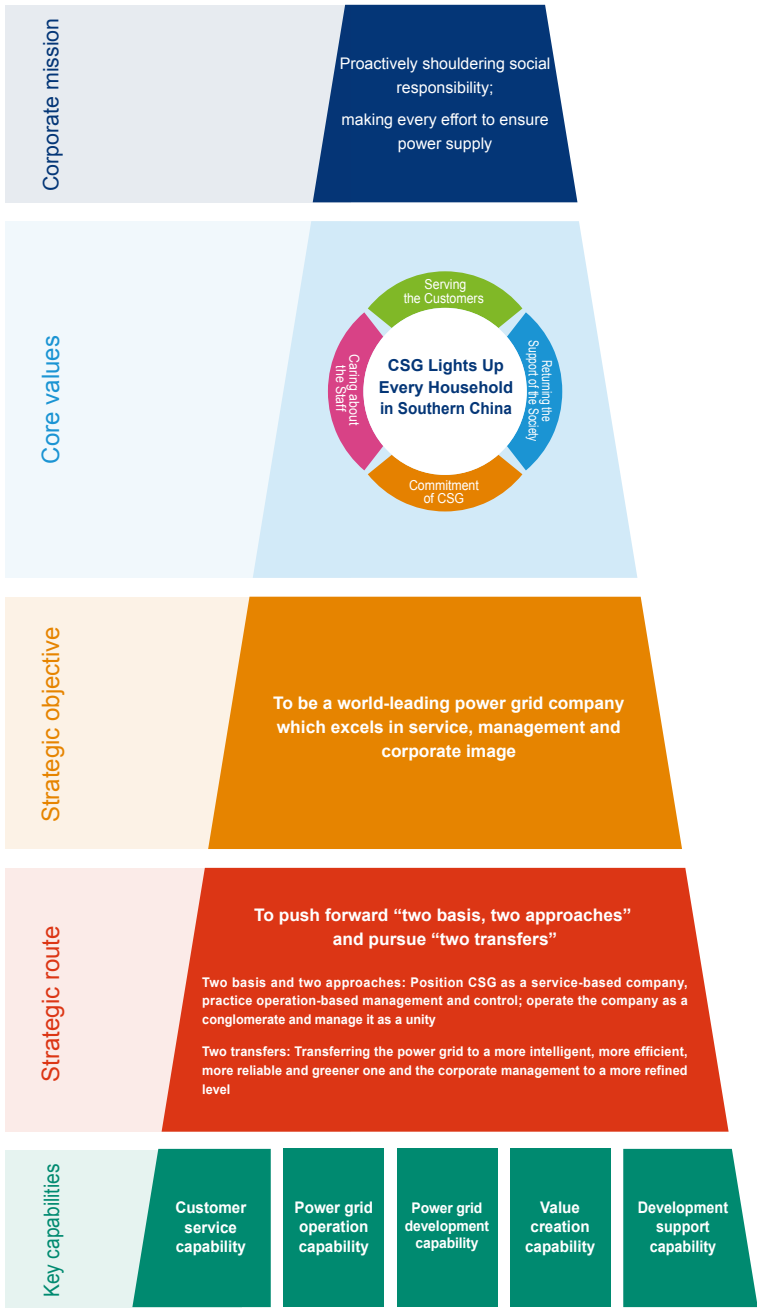 Corporate mission
Proactively shouldering social
responsibility;
making every effort to ensure
power supply
Core values
Serving
the Customers
Caring about
the Staff
CSG Lights Up
Every Household
in Southern China
Returning the
Support of the Society
Commitment
of CSG
Strategic objective
To be a world-leading power grid company
which excels in service, management and
corporate image
Strategic route
To push forward “two basis, two approaches”
and pursue “two transfers”
Two basis and two approaches: Position CSG as a service-based company,
practice operation-based management and control; operate the company as a
conglomerate and manage it as a unity
Two transfers: Transferring the power grid to a more intelligent, more efficient,
more reliable and greener one and the corporate management to a more refined
level
Key capabilities
Customer
service
capability
Power grid
operation
capability
Power grid
development
capability
Value
creation
capability
Development
support
capability